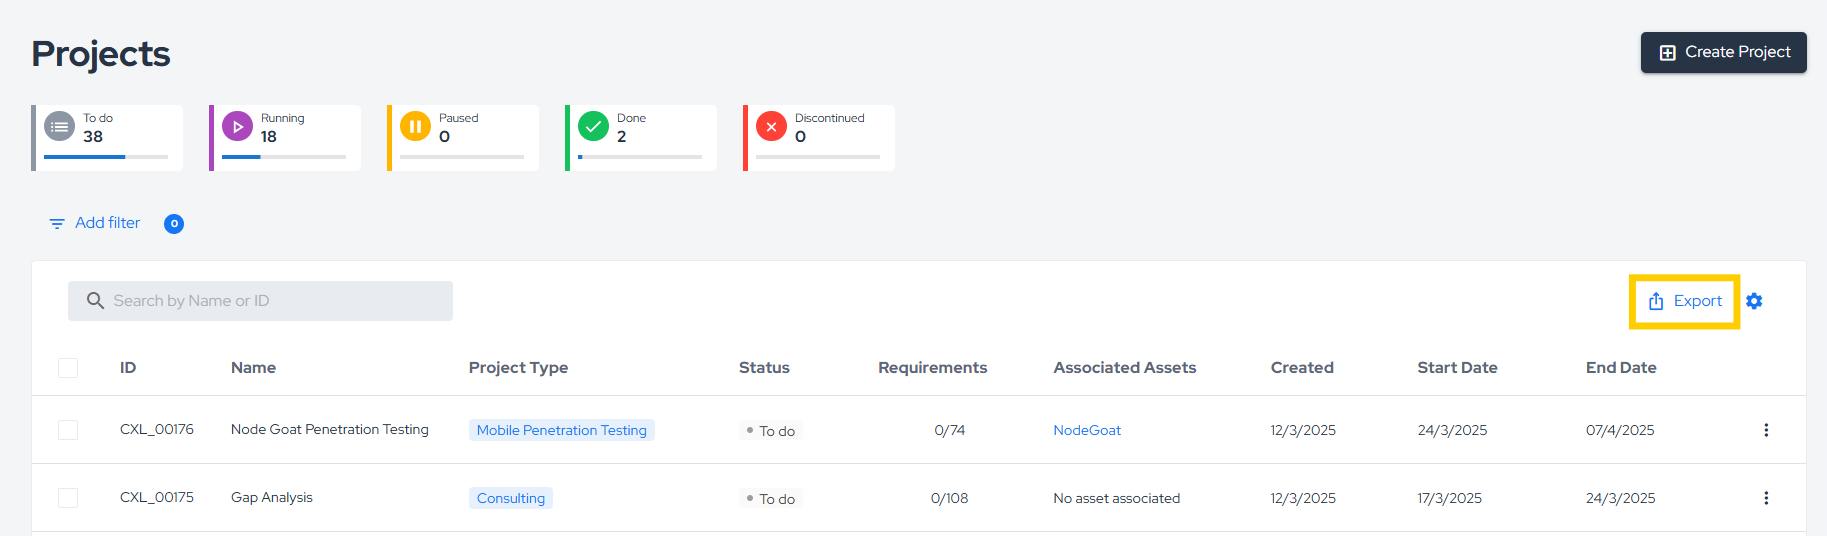 Projects
Create Project
To do
38
Running
18
Paused
0
Done
2
Discontinued
0
Add filter 0
Search by Name or ID
Export
ID Name Project Type Status Requirements Associated Assets Created Start Date End Date
CXL_00176 Node Goat Penetration Testing Mobile Penetration Testing To do 0/74 NodeGoat 12/3/2025 24/3/2025 07/4/2025
CXL_00175 Gap Analysis Consulting To do 0/108 No asset associated 12/3/2025 17/3/2025 24/3/2025